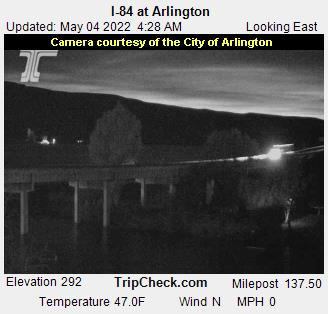 I-84 at Arlington
Updated: May 04 2022 4:28 AM Looking East
Camera courtesy of the City of Arlington
Elevation 292 TripCheck.com Milepost 137.50
Temperature 47.0F Wind N MPH 0